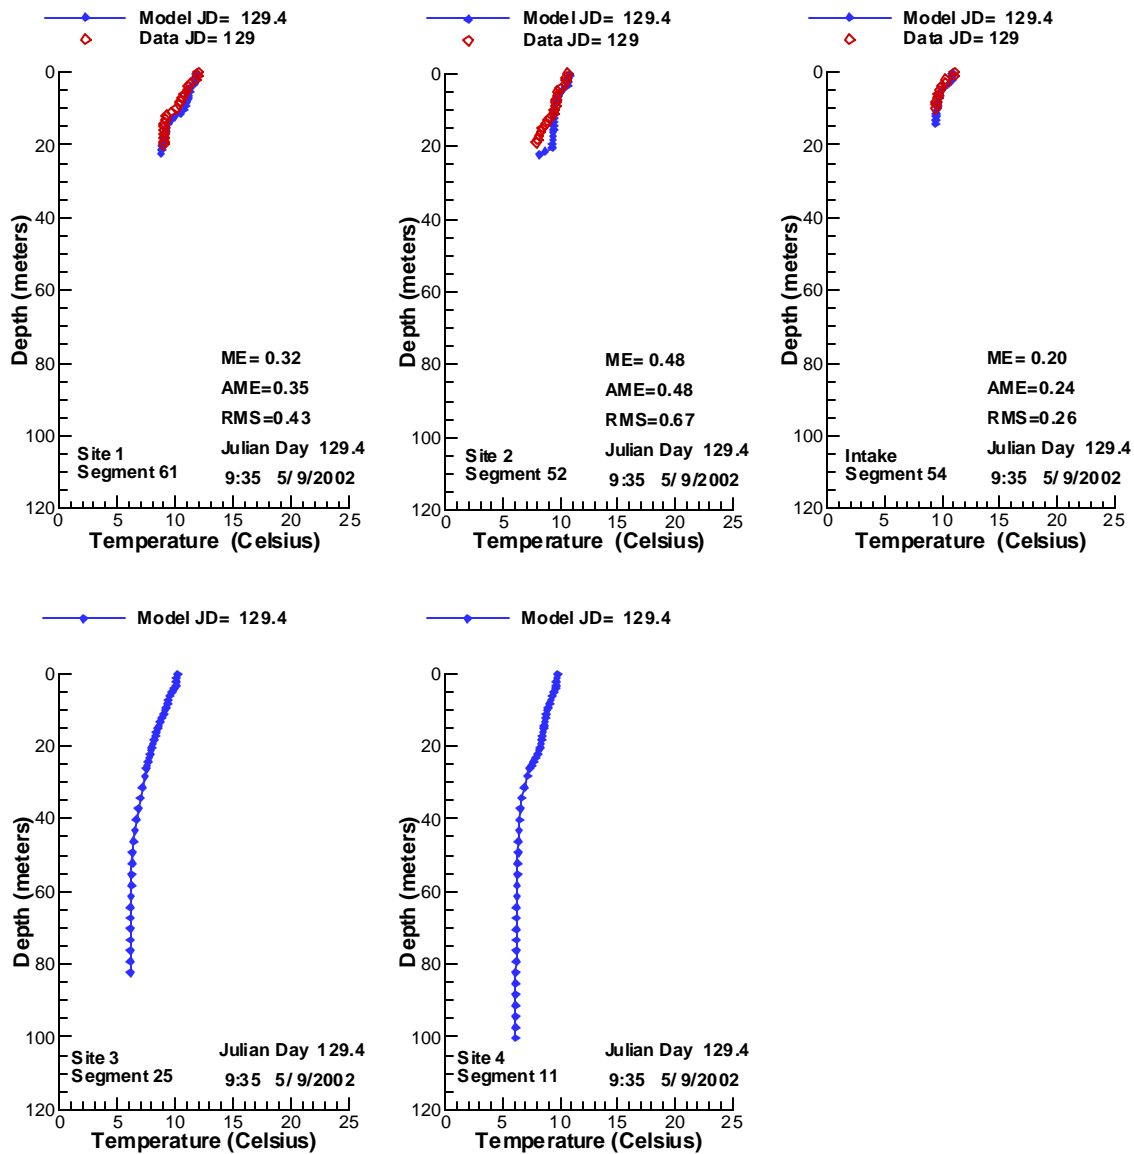 Model JD= 129.4
Data JD= 129
0
20
40
60
80
100
120
Depth (meters)
ME= 0.32
AME=0.35
RMS=0.43
Site 1
Segment 61
Julian Day 129.4
9:35 5/ 9/2002
0 5 10 15 20 25
Temperature (Celsius)
Model JD= 129.4
Data JD= 129
0
20
40
60
80
100
120
Depth (meters)
ME= 0.48
AME=0.48
RMS=0.67
Site 2
Segment 52
Julian Day 129.4
9:35 5/ 9/2002
0 5 10 15 20 25
Temperature (Celsius)
Model JD= 129.4
Data JD= 129
0
20
40
60
80
100
120
Depth (meters)
ME= 0.20
AME=0.24
RMS=0.26
Intake
Segment 54
Julian Day 129.4
9:35 5/ 9/2002
0 5 10 15 20 25
Temperature (Celsius)
Model JD= 129.4
0
20
40
60
80
100
120
Depth (meters)
Site 3
Segment 25
Julian Day 129.4
9:35 5/ 9/2002
0 5 10 15 20 25
Temperature (Celsius)
Model JD= 129.4
0
20
40
60
80
100
120
Depth (meters)
Site 4
Segment 11
Julian Day 129.4
9:35 5/ 9/2002
0 5 10 15 20 25
Temperature (Celsius)